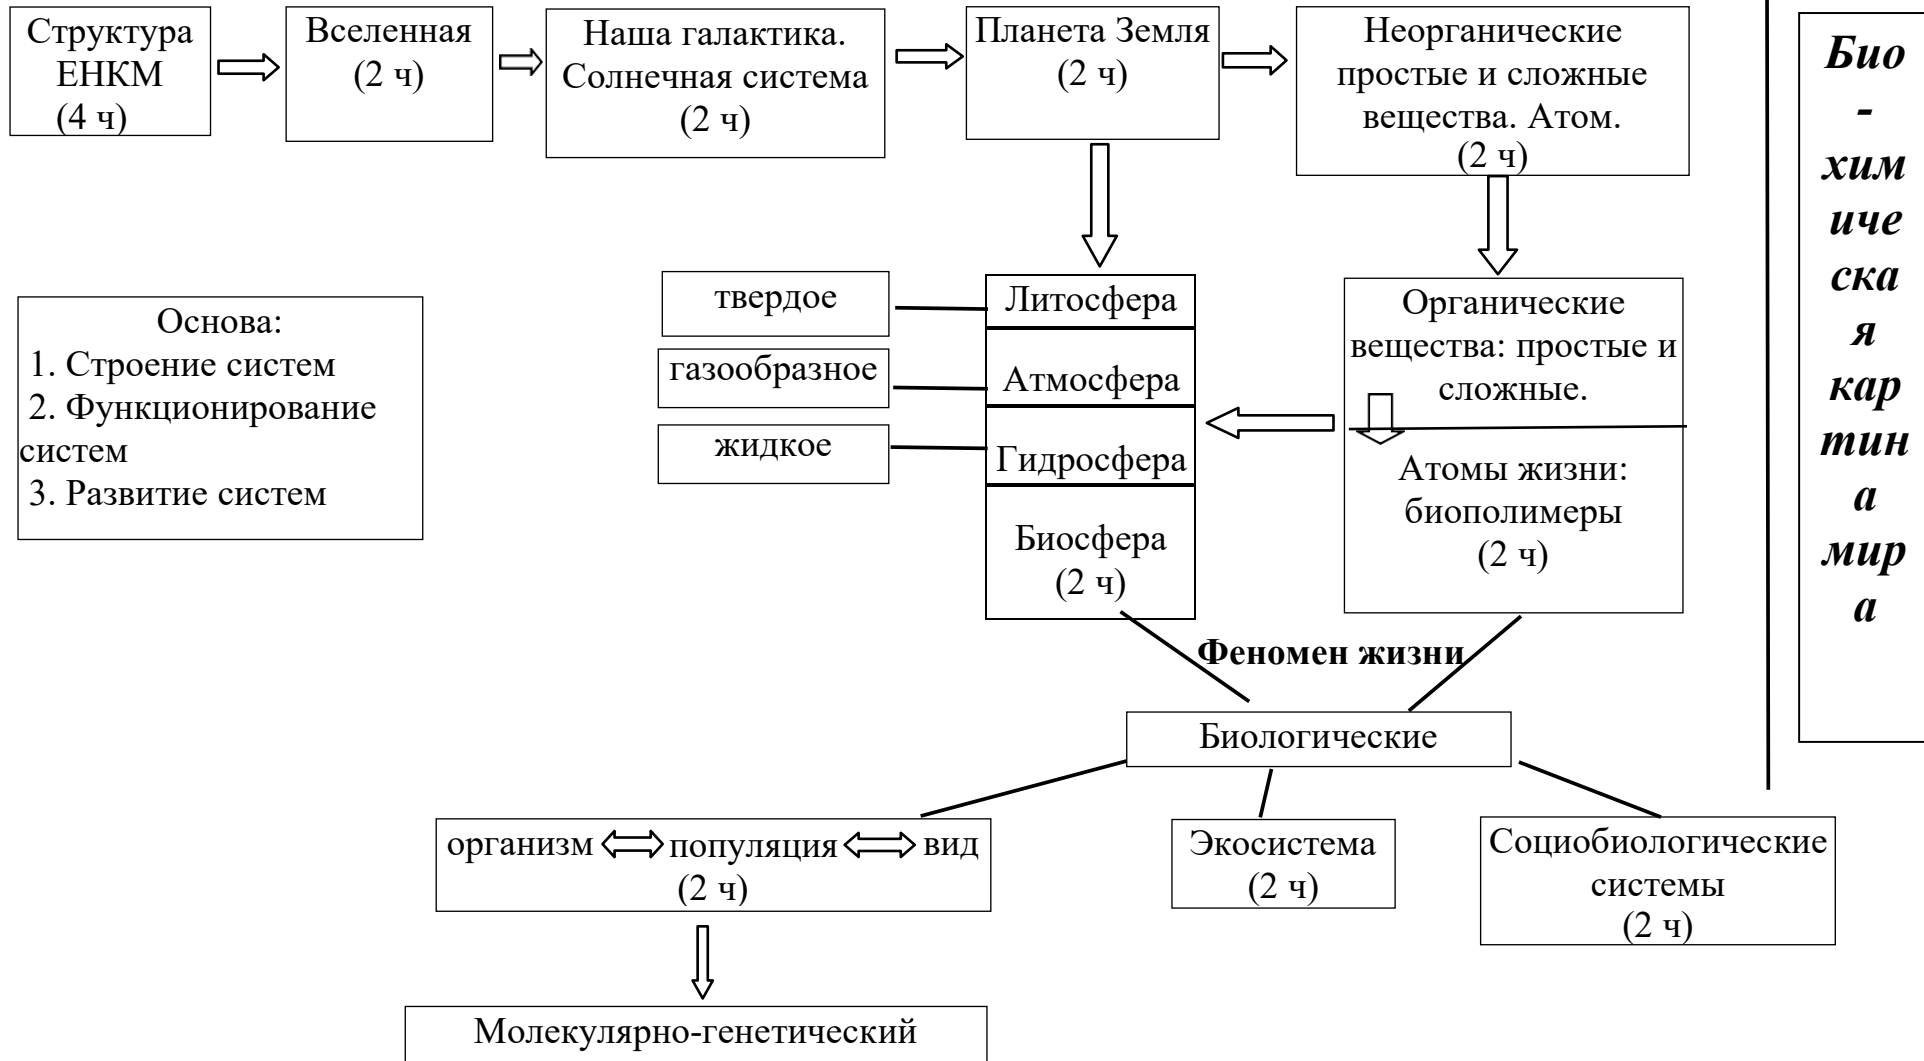 Структура
ЕНКМ
(4 ч)
Вселенная
(2 ч)
Наша галактика.
Солнечная система
(2 ч)
Планета Земля
(2 ч)
Неорганические
простые и сложные
вещества. Атом.
(2 ч)
Био
-
хим
иче
ска
я
кар
тин
а
мир
а
Основа:
1. Строение систем
2. Функционирование
систем
3. Развитие систем
твердое
газообразное
жидкое
Литосфера
Атмосфера
Гидросфера
Биосфера
(2 ч)
Органические
вещества: простые и
сложные.
Атомы жизни:
биополимеры
(2 ч)
Феномен жизни
Биологические
организм популяция вид
(2 ч)
Экосистема
(2 ч)
Социобиологические
системы
(2 ч)
Молекулярно-генетический